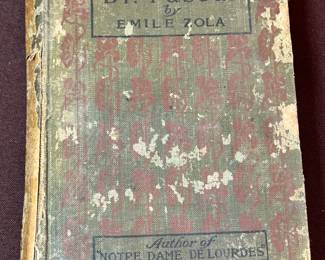 by
EMILE ZOLA
Author of
"NOTRE DAME DE LOURDES"